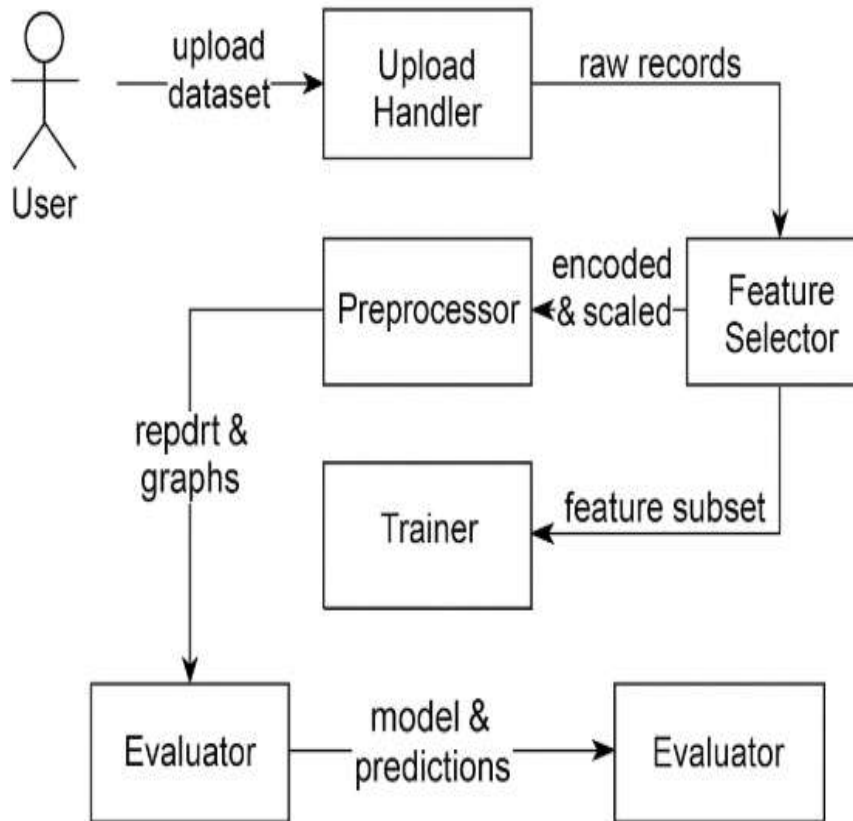 upload
dataset
Upload
Handler
raw records
User
Preprocessor
encoded
& scaled
Feature
Selector
repdrt &
graphs
Trainer
feature subset
Evaluator
model &
predictions
Evaluator